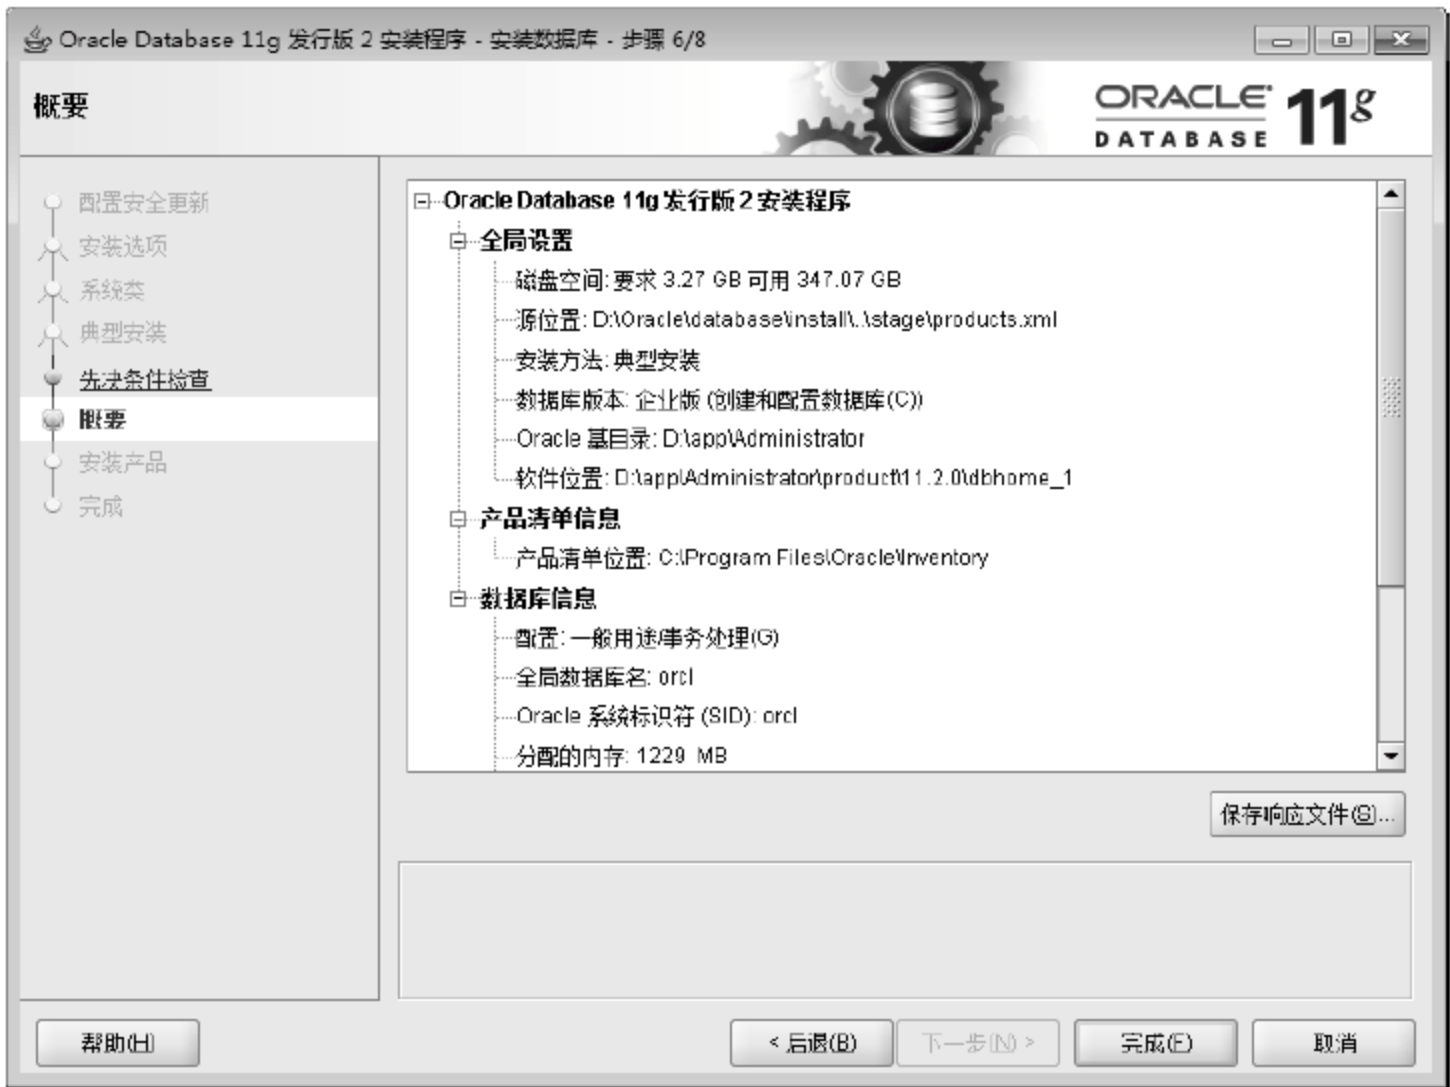 Oracle Database 11g 发行版 2 安装程序 - 安装数据库 - 步骤 6/8
概要
ORACLE 11g
DATABASE
配置安全更新
安装选项
系统类
典型安装
先决条件检查
概要
安装产品
完成
Oracle Database 11g 发行版 2 安装程序
全局设置
磁盘空间: 要求 3.27 GB 可用 347.07 GB
源位置: D:\Oracle\database\install\..\stage\products.xml
安装方法: 典型安装
数据库版本: 企业版 (创建和配置数据库(C))
Oracle 基目录: D:\app\Administrator
软件位置: D:\app\Administrator\product\11.2.0\dbhome_1
产品清单信息
产品清单位置: C:\Program Files\Oracle\Inventory
数据库信息
配置: 一般用途/事务处理(G)
全局数据库名: orcl
Oracle 系统标识符 (SID): orcl
分配的内存: 1229 MB
保存响应文件(S)...
帮助(H)
< 后退(B)
下一步(N) >
完成(F)
取消